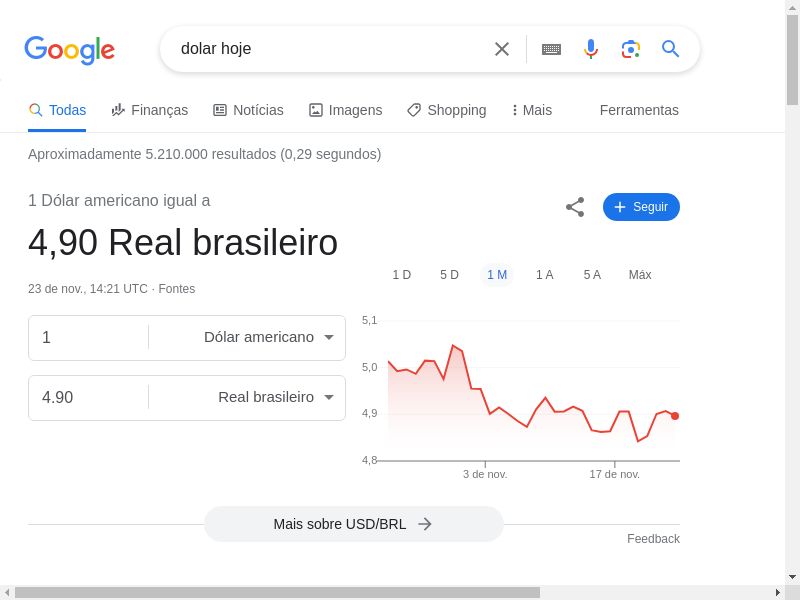 Google
dolar hoje
Todas Finanças Notícias Imagens Shopping Mais Ferramentas
Aproximadamente 5.210.000 resultados (0,29 segundos)
1 Dólar americano igual a
4,90 Real brasileiro
Seguir
23 de nov., 14:21 UTC · Fontes
1 D 5 D 1 M 1 A 5 A Máx
1 Dólar americano
4.90 Real brasileiro
5,1
5,0
4,9
4,8
3 de nov. 17 de nov.
Mais sobre USD/BRL
Feedback